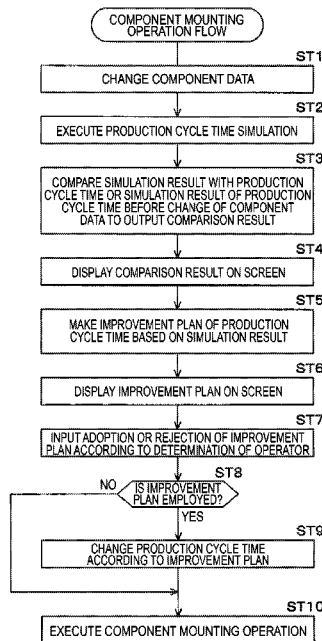 COMPONENT MOUNTING
OPERATION FLOW
ST1
CHANGE COMPONENT DATA
ST2
EXECUTE PRODUCTION CYCLE TIME SIMULATION
ST3
COMPARE SIMULATION RESULT WITH PRODUCTION
CYCLE TIME OR SIMULATION RESULT OF PRODUCTION
CYCLE TIME BEFORE CHANGE OF COMPONENT
DATA TO OUTPUT COMPARISON RESULT
ST4
DISPLAY COMPARISON RESULT ON SCREEN
ST5
MAKE IMPROVEMENT PLAN OF PRODUCTION
CYCLE TIME BASED ON SIMULATION RESULT
ST6
DISPLAY IMPROVEMENT PLAN ON SCREEN
ST7
INPUT ADOPTION OR REJECTION OF IMPROVEMENT
PLAN ACCORDING TO DETERMINATION OF OPERATOR
ST8
NO
IS IMPROVEMENT
PLAN EMPLOYED?
YES
ST9
CHANGE PRODUCTION CYCLE TIME
ACCORDING TO IMPROVEMENT PLAN
ST10
EXECUTE COMPONENT MOUNTING OPERATION